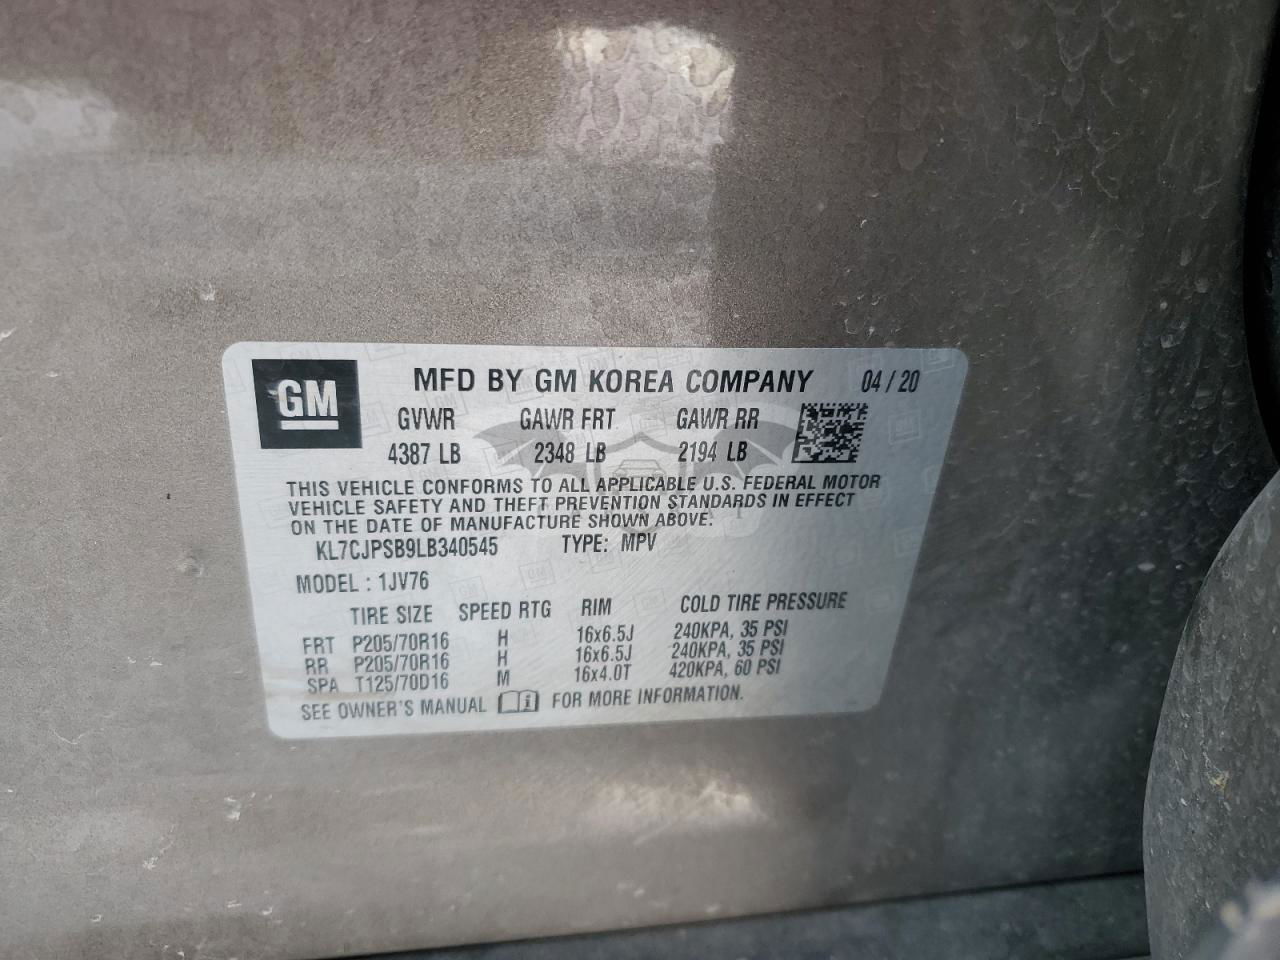 GM
MFD BY GM KOREA COMPANY 04/20
GVWR GAWR FRT GAWR RR
4387 LB 2348 LB 2194 LB
THIS VEHICLE CONFORMS TO ALL APPLICABLE U.S. FEDERAL MOTOR
VEHICLE SAFETY AND THEFT PREVENTION STANDARDS IN EFFECT
ON THE DATE OF MANUFACTURE SHOWN ABOVE:
KL7CJPSB9LB340545 TYPE: MPV
MODEL : 1JV76
TIRE SIZE SPEED RTG RIM COLD TIRE PRESSURE
FRT P205/70R16 H 16x6.5J 240KPA, 35 PSI
RR P205/70R16 H 16x6.5J 240KPA, 35 PSI
SPA T125/70D16 M 16x4.0T 420KPA, 60 PSI
SEE OWNER'S MANUAL i FOR MORE INFORMATION.